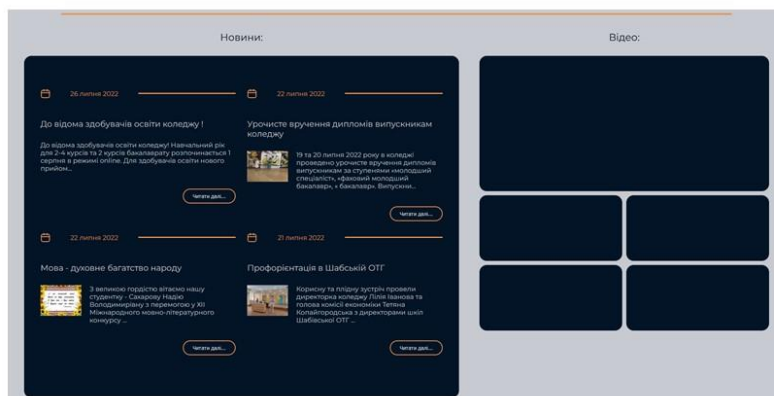 Новини:
Відео:
26 липня 2022
До відома здобувачів освіти коледжу !
До відома здобувачів освіти коледжу! Навчальний рік
для 2-4 курсів та 2 курсів бакалаврату розпочинається 1
серпня в режимі online. Для здобувачів освіти нового
прийом...
Читати далі...
22 липня 2022
Урочисте вручення дипломів випускникам
коледжу
19 та 20 липня 2022 року в коледжі
проведено урочисте вручення дипломів
випускникам за ступенями «молодший
спеціаліст», «фаховий молодший
бакалавр», « бакалавр». Випускни...
Читати далі...
22 липня 2022
Мова - духовне багатство народу
З великою гордістю вітаємо нашу
студентку - Сахарову Надію
Володимирівну з перемогою у XII
Міжнародного мовно-літературного
конкурсу ...
Читати далі...
21 липня 2022
Профорієнтація в Шабській ОТГ
Корисну та плідну зустріч провели
директорка коледжу Лілія Іванова та
голова комісії економіки Тетяна
Копайгородська з директорами шкіл
Шабівської ОТГ ...
Читати далі...